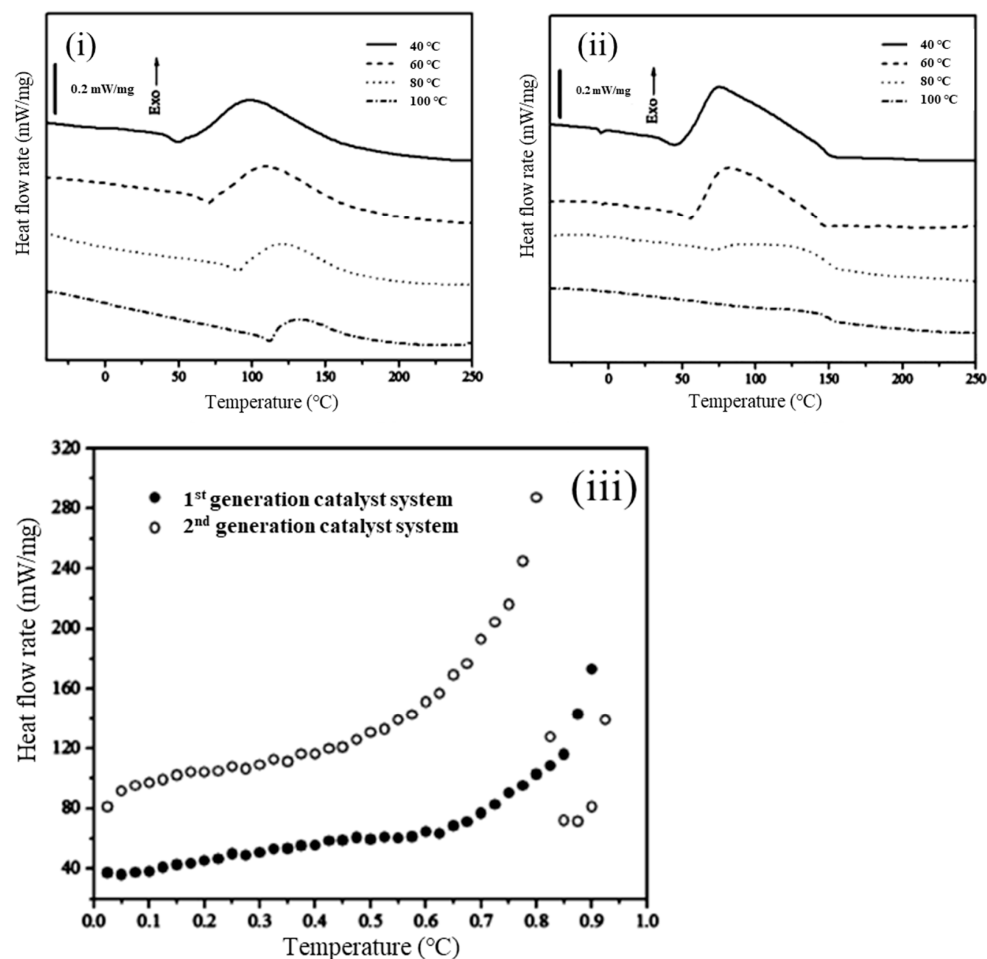 (i)
40 °C
60 °C
80 °C
100 °C
0.2 mW/mg
Exo
Heat flow rate (mW/mg)
0 50 100 150 200 250
Temperature (°C)
(ii)
40 °C
60 °C
80 °C
100 °C
0.2 mW/mg
Exo
Heat flow rate (mW/mg)
0 50 100 150 200 250
Temperature (°C)
(iii)
1st generation catalyst system
2nd generation catalyst system
Heat flow rate (mW/mg)
320
280
240
200
160
120
80
40
0.0 0.1 0.2 0.3 0.4 0.5 0.6 0.7 0.8 0.9 1.0
Temperature (°C)